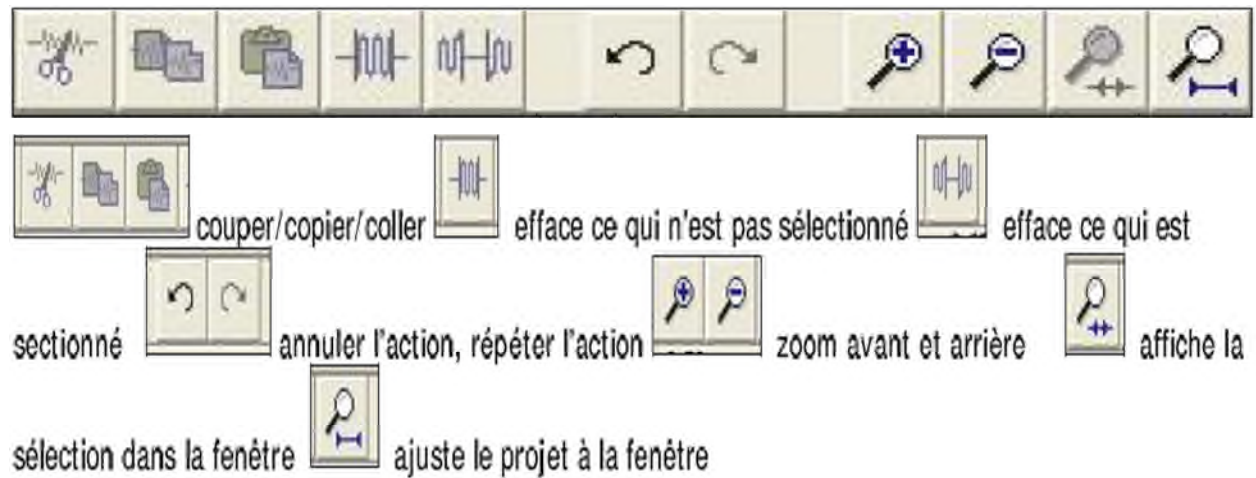 couper/copier/coller efface ce qui n'est pas sélectionné efface ce qui est
sectionné annuler l'action, répéter l'action zoom avant et arrière affiche la
sélection dans la fenêtre ajuste le projet à la fenêtre